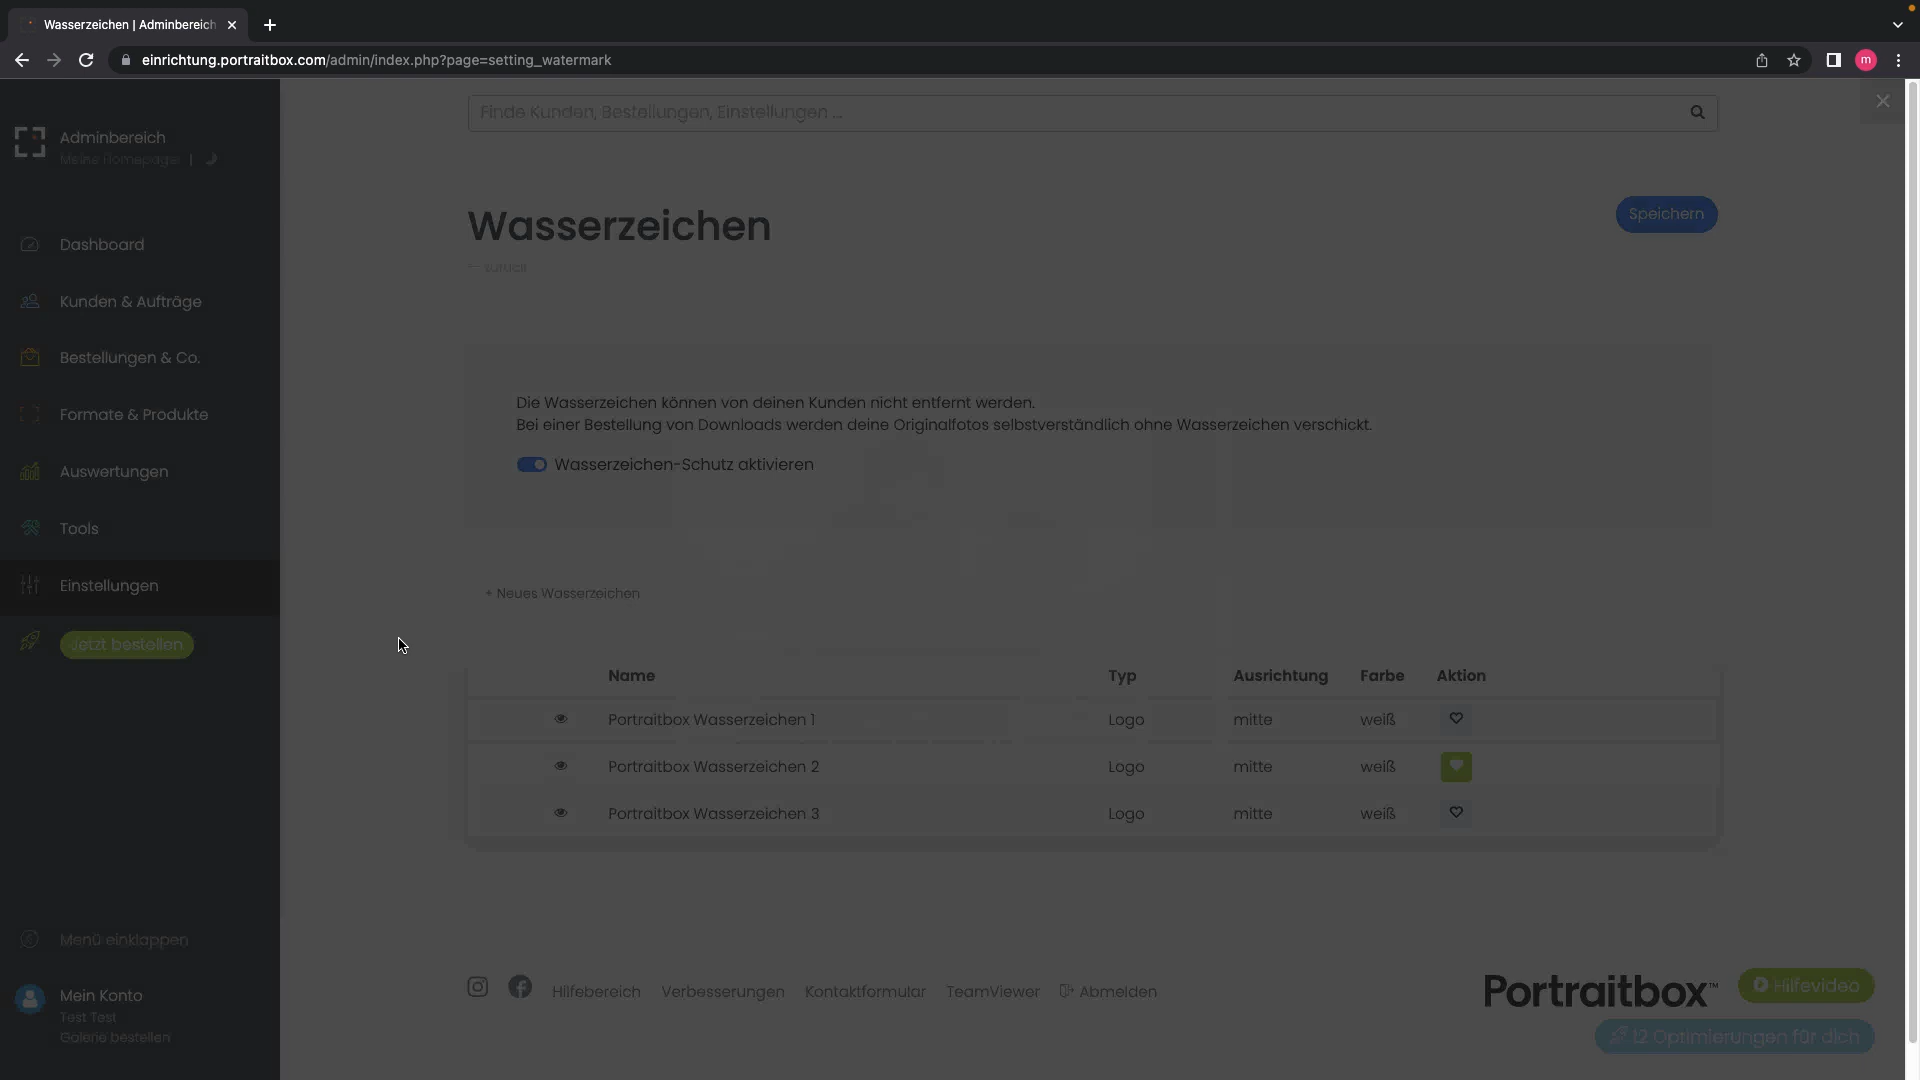 Wasserzeichen | Adminbereich
einrichtung.portraitbox.com/admin/index.php?page=setting_watermark
m
Finde Kunden, Bestellungen, Einstellungen ...
Adminbereich
Meine Homepage |
Wasserzeichen
Speichern
zurück
Dashboard
Kunden & Aufträge
Bestellungen & Co.
Formate & Produkte
Auswertungen
Tools
Einstellungen
Jetzt bestellen
Die Wasserzeichen können von deinen Kunden nicht entfernt werden.
Bei einer Bestellung von Downloads werden deine Originalfotos selbstverständlich ohne Wasserzeichen verschickt.
Wasserzeichen-Schutz aktivieren
+ Neues Wasserzeichen
Name Typ Ausrichtung Farbe Aktion
Portraitbox Wasserzeichen 1 Logo mitte weiß
Portraitbox Wasserzeichen 2 Logo mitte weiß
Portraitbox Wasserzeichen 3 Logo mitte weiß
Menü einklappen
Mein Konto
Test Test
Galerie bestellen
Hilfebereich Verbesserungen Kontaktformular TeamViewer Abmelden
Portraitbox™
Hilfevideo
12 Optimierungen für dich